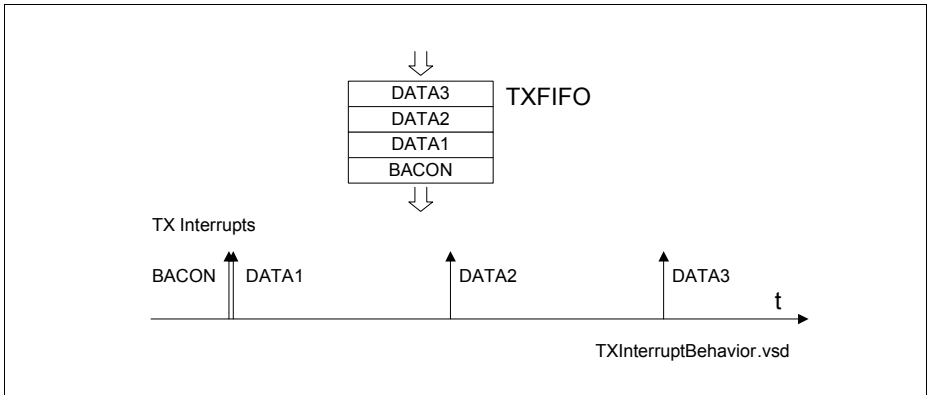 DATA3
TXFIFO
DATA2
DATA1
BACON
TX Interrupts
BACON DATA1 DATA2 DATA3
t
TXInterruptBehavior.vsd